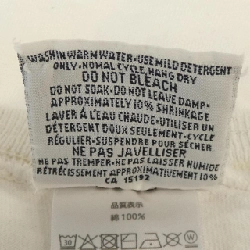 WASH IN WARM WATER - USE MILD DETERGENT
ONLY - NORMAL CYCLE, HANG DRY
DO NOT BLEACH
DO NOT SOAK - DO NOT LEAVE DAMP -
APPROXIMATELY 10% SHRINKAGE
LAVER À L'EAU CHAUDE - UTILISER UN
DÉTERGENT DOUX SEULEMENT - CYCLE
RÉGULIER - SUSPENDRE POUR SÉCHER
NE PAS JAVELLISER
NE PAS TREMPER - NE PAS LAISSER HUMIDE
RÉTRÉCISSEMENT APPROXIMATIF 10%
CA 15192
品質表示
綿100%